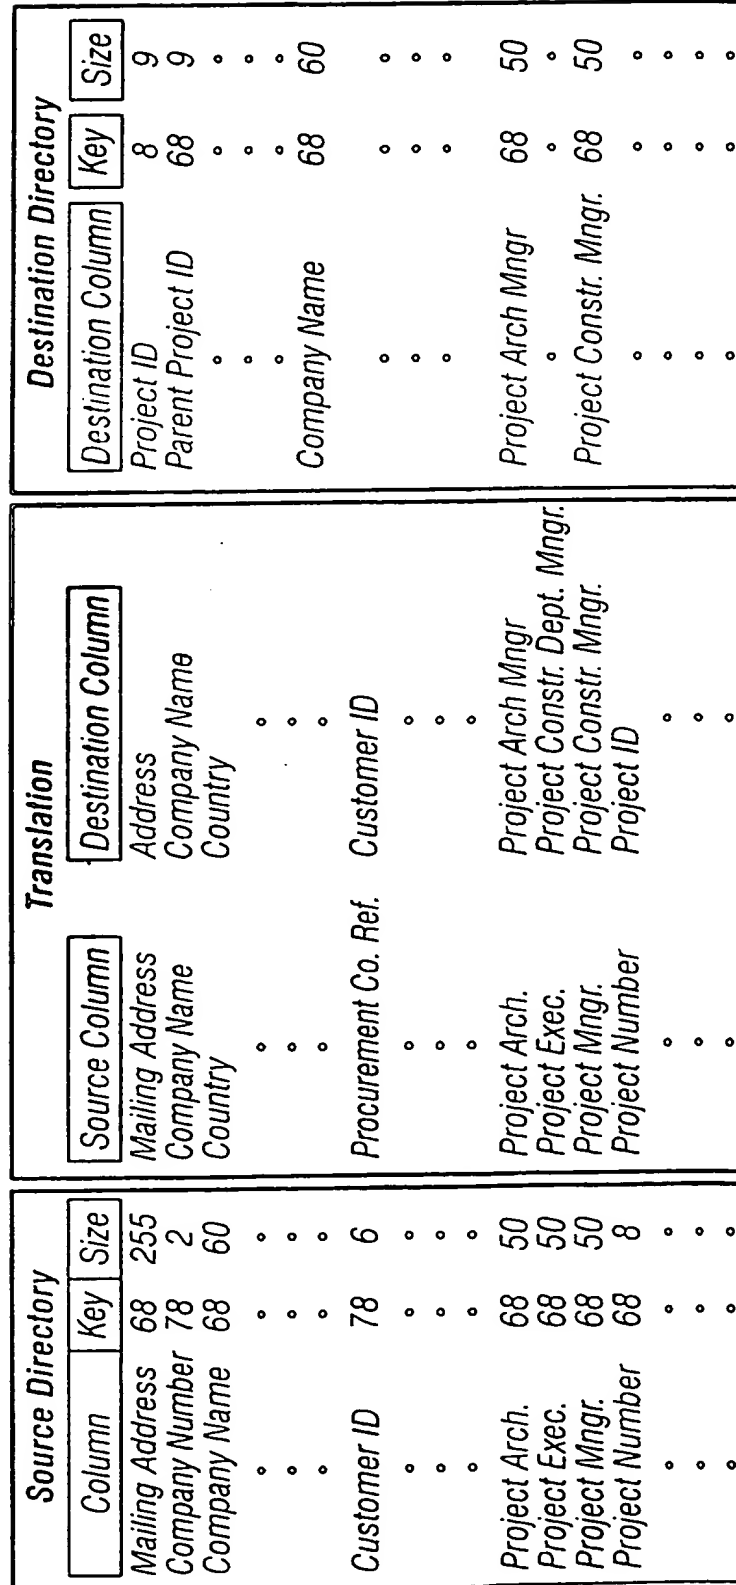 Source Directory
Column Key Size
Mailing Address 68 255
Company Number 78 2
Company Name 68 60
Customer ID 78 6
Project Arch. 68 50
Project Exec. 68 50
Project Mngr. 68 50
Project Number 68 8
Translation
Source Column Destination Column
Mailing Address Address
Company Name Company Name
Country Country
Procurement Co. Ref. Customer ID
Project Arch. Project Arch Mngr
Project Exec. Project Constr. Dept. Mngr.
Project Mngr. Project Constr. Mngr.
Project Number Project ID
Destination Directory
Destination Column Key Size
Project ID 8 9
Parent Project ID 68 9
Company Name 68 60
Project Arch Mngr 68 50
Project Constr. Mngr. 68 50